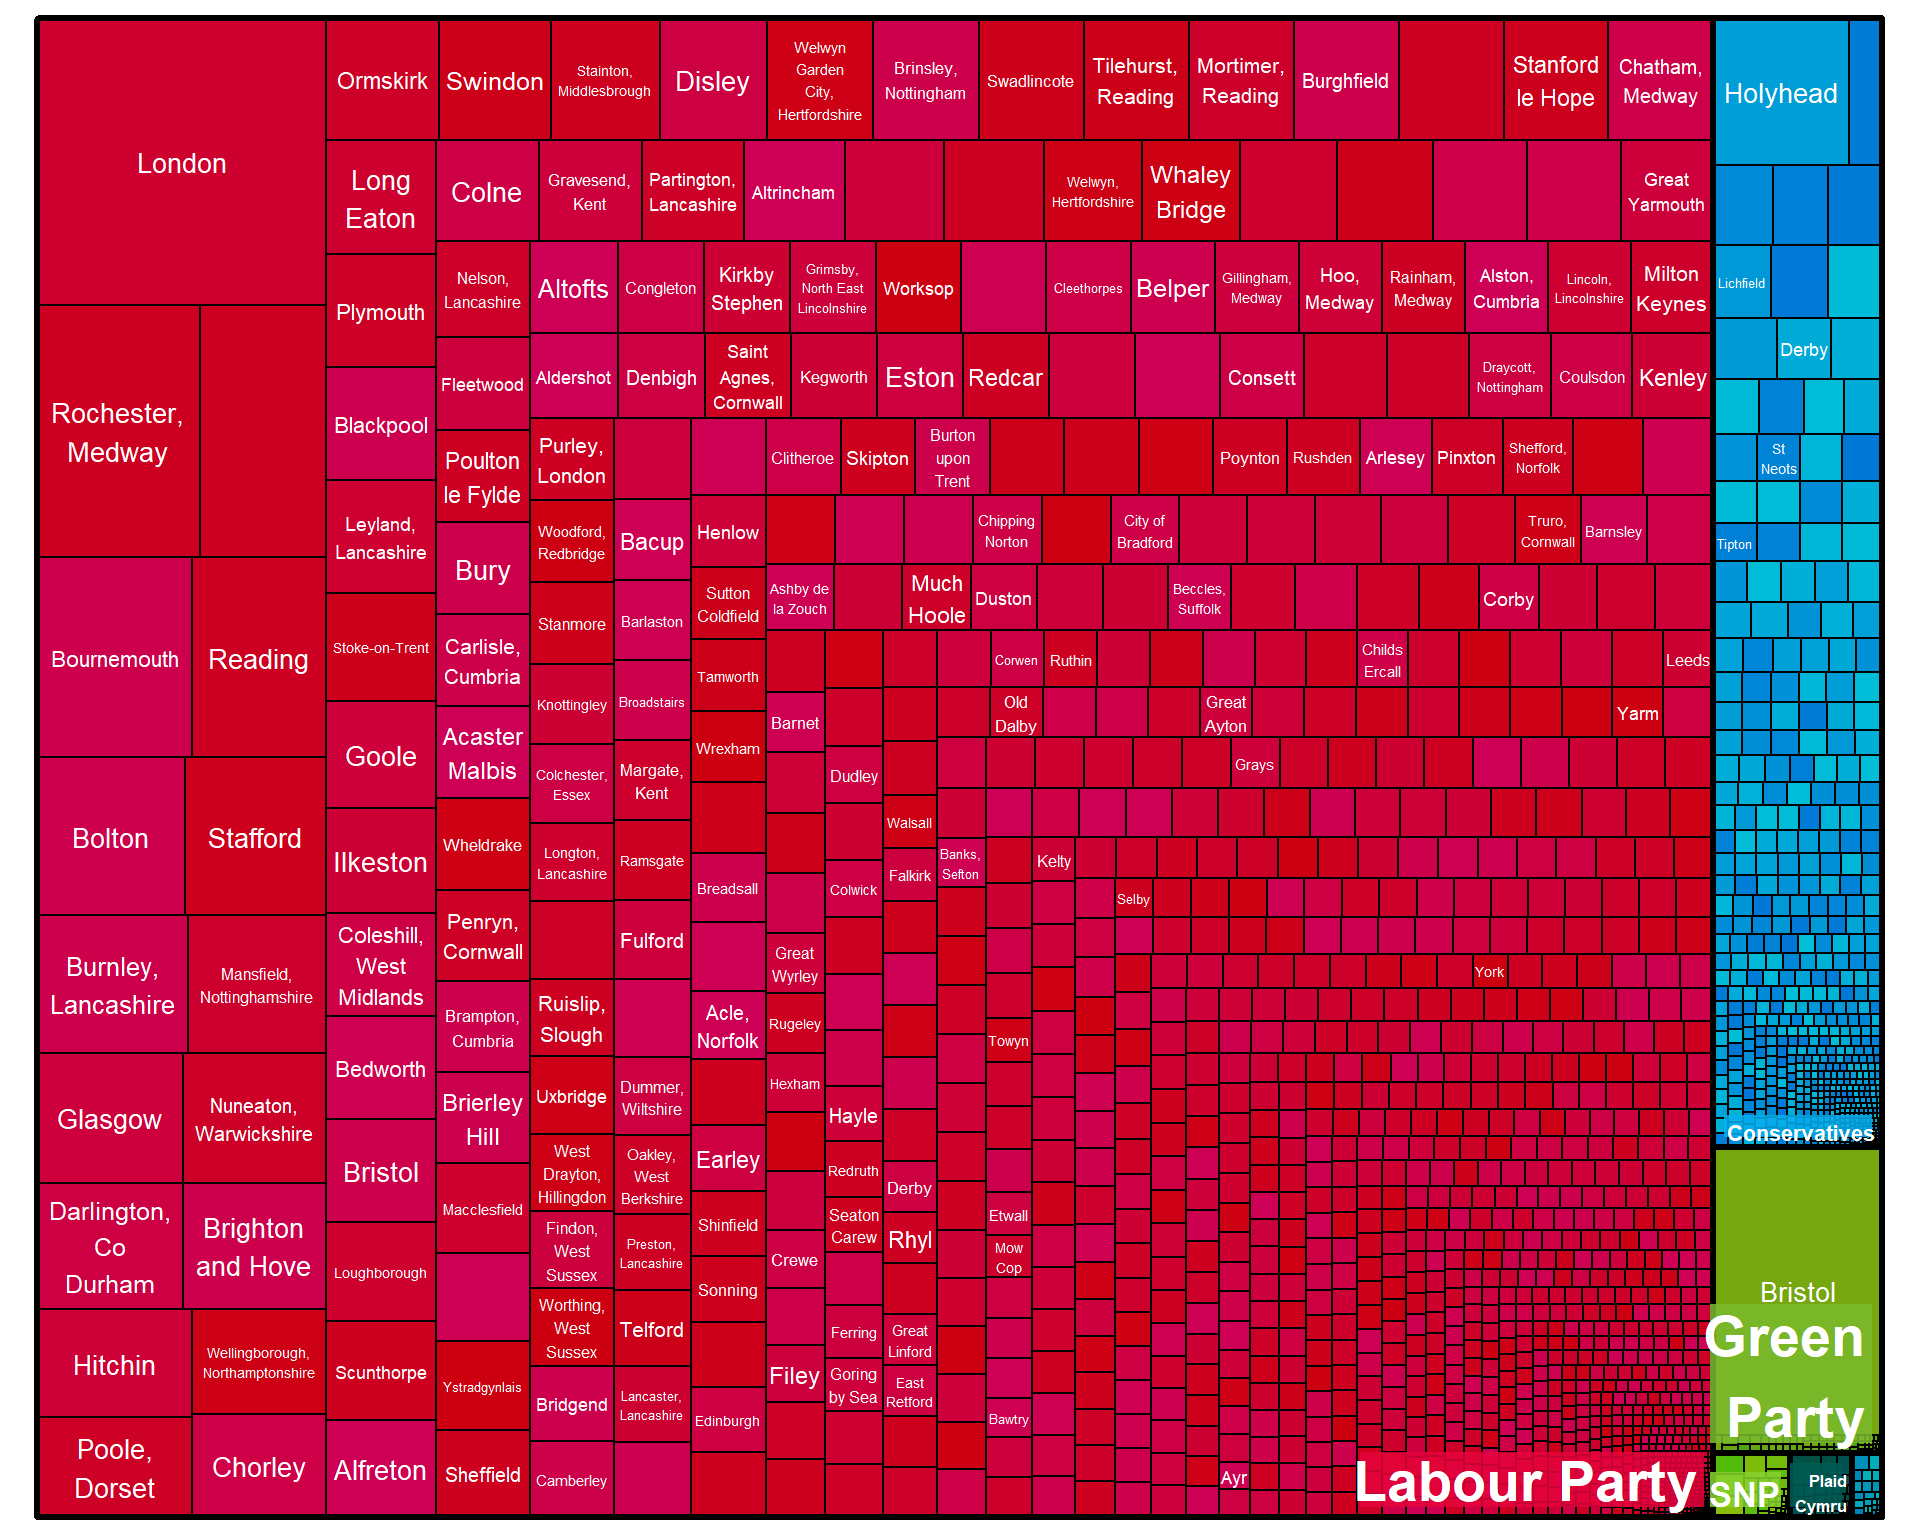 London
Rochester,
Medway
Bournemouth
Reading
Bolton
Stafford
Burnley,
Lancashire
Mansfield,
Nottinghamshire
Glasgow
Nuneaton,
Warwickshire
Darlington,
Co
Durham
Brighton
and Hove
Hitchin
Wellingborough,
Northamptonshire
Poole,
Dorset
Chorley
Ormskirk
Swindon
Stainton,
Middlesbrough
Disley
Welwyn
Garden
City,
Hertfordshire
Brinsley,
Nottingham
Swadlincote
Tilehurst,
Reading
Mortimer,
Reading
Burghfield
Stanford
le Hope
Chatham,
Medway
Long
Eaton
Colne
Gravesend,
Kent
Partington,
Lancashire
Altrincham
Welwyn,
Hertfordshire
Whaley
Bridge
Great
Yarmouth
Plymouth
Blackpool
Leyland,
Lancashire
Stoke-on-Trent
Goole
Ilkeston
Coleshill,
West
Midlands
Bedworth
Bristol
Loughborough
Scunthorpe
Alfreton
Nelson,
Lancashire
Fleetwood
Poulton
le Fylde
Bury
Carlisle,
Cumbria
Acaster
Malbis
Wheldrake
Penryn,
Cornwall
Brampton,
Cumbria
Brierley
Hill
Macclesfield
Ystradgynlais
Sheffield
Altofts
Congleton
Kirkby
Stephen
Grimsby,
North East
Lincolnshire
Worksop
Cleethorpes
Belper
Gillingham,
Medway
Hoo,
Medway
Rainham,
Medway
Alston,
Cumbria
Lincoln,
Lincolnshire
Milton
Keynes
Aldershot
Denbigh
Saint
Agnes,
Cornwall
Kegworth
Eston
Redcar
Consett
Draycott,
Nottingham
Coulsdon
Kenley
Purley,
London
Woodford,
Redbridge
Stanmore
Knottingley
Colchester,
Essex
Longton,
Lancashire
Ruislip,
Slough
Uxbridge
West
Drayton,
Hillingdon
Findon,
West
Sussex
Worthing,
West
Sussex
Bridgend
Camberley
Bacup
Barlaston
Broadstairs
Margate,
Kent
Ramsgate
Fulford
Dummer,
Wiltshire
Oakley,
West
Berkshire
Preston,
Lancashire
Telford
Lancaster,
Lancashire
Henlow
Sutton
Coldfield
Tamworth
Wrexham
Breadsall
Acle,
Norfolk
Earley
Shinfield
Sonning
Edinburgh
Clitheroe
Skipton
Burton
upon
Trent
Poynton
Rushden
Arlesey
Pinxton
Shefford,
Norfolk
Chipping
Norton
City of
Bradford
Truro,
Cornwall
Barnsley
Ashby de
la Zouch
Much
Hoole
Duston
Beccles,
Suffolk
Corby
Barnet
Great
Wyrley
Rugeley
Hexham
Crewe
Filey
Dudley
Colwick
Hayle
Redruth
Seaton
Carew
Ferring
Goring
by Sea
Walsall
Falkirk
Derby
Rhyl
Great
Linford
East
Retford
Corwen
Ruthin
Childs
Ercall
Leeds
Old
Dalby
Great
Ayton
Yarm
Grays
Banks,
Sefton
Kelty
Selby
York
Towyn
Etwall
Mow
Cop
Bawtry
Ayr
Labour Party
Holyhead
Lichfield
Derby
St
Neots
Tipton
Conservatives
Bristol
Green
Party
SNP
Plaid
Cymru